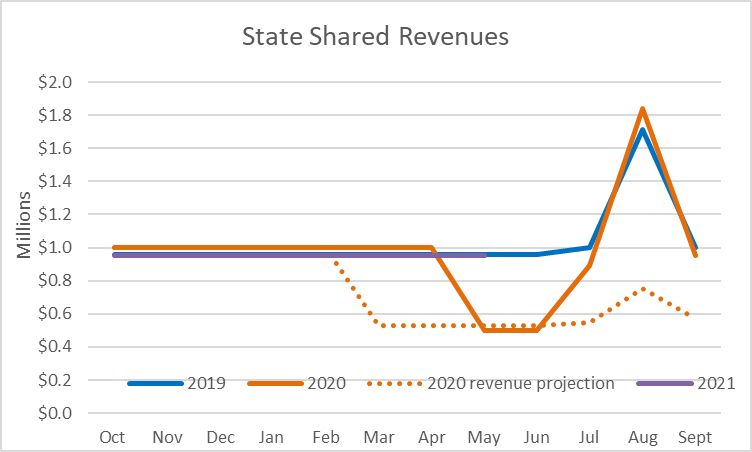 State Shared Revenues
Millions
$2.0
$1.8
$1.6
$1.4
$1.2
$1.0
$0.8
$0.6
$0.4
$0.2
$0.0
2019 2020 2020 revenue projection 2021
Oct Nov Dec Jan Feb Mar Apr May Jun Jul Aug Sept